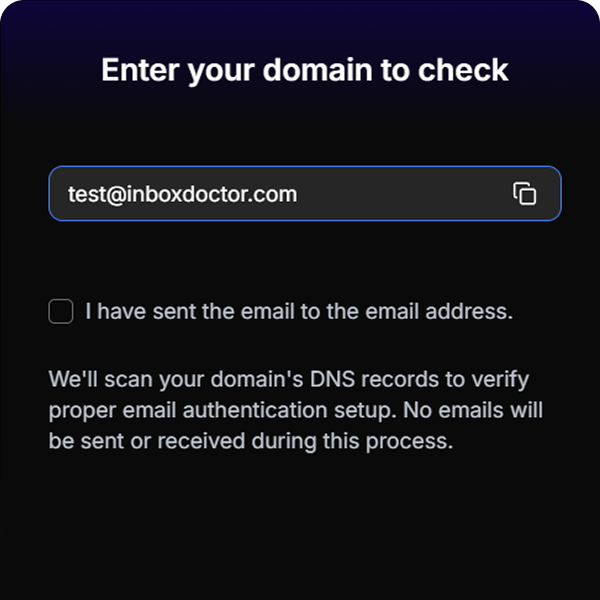 Enter your domain to check
test@inboxdoctor.com
I have sent the email to the email address.
We'll scan your domain's DNS records to verify
proper email authentication setup. No emails will
be sent or received during this process.